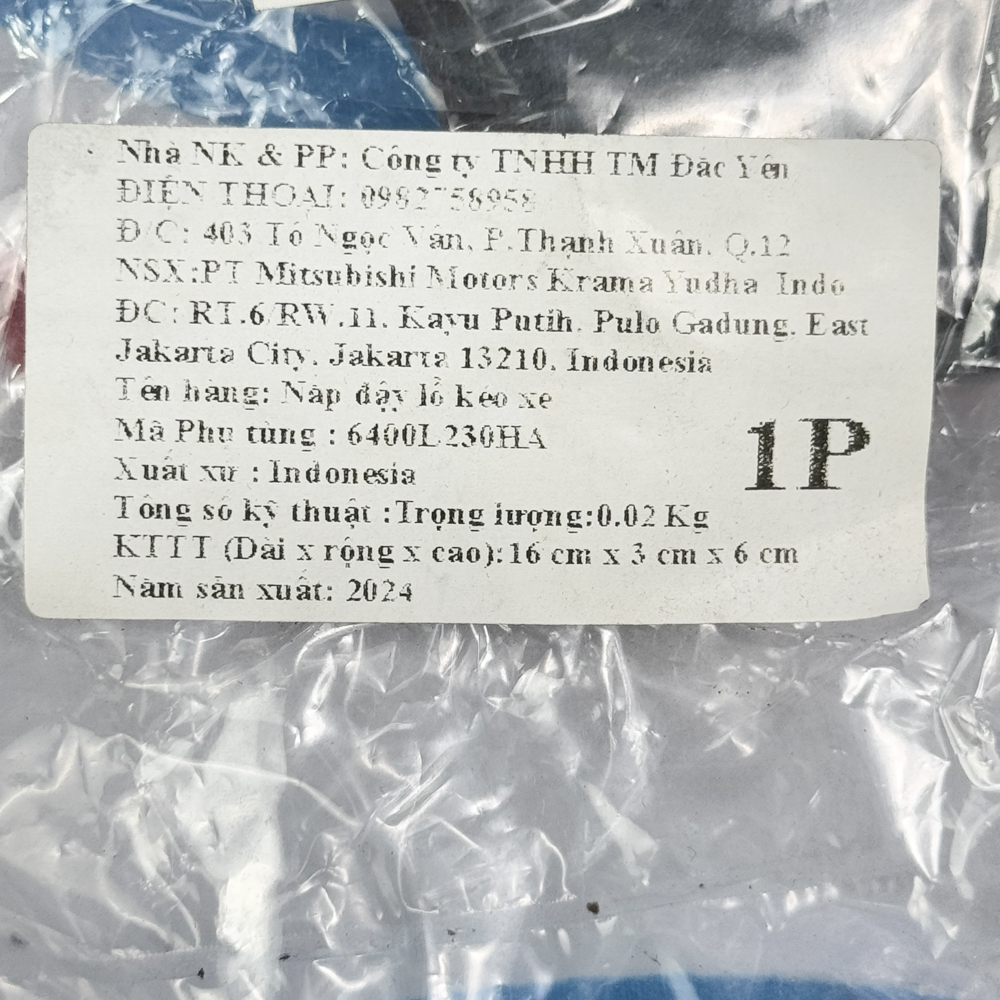 Nhà NK & PP: Công ty TNHH TM Đắc Yên
ĐIỆN THOẠI: 0982758958
Đ/C: 403 Tô Ngọc Vân, P.Thạnh Xuân, Q.12
NSX:PT Mitsubishi Motors Krama Yudha Indo
ĐC: RT.6/RW.11, Kayu Putih, Pulo Gadung, East
Jakarta City, Jakarta 13210, Indonesia
Tên hàng: Nắp đậy lỗ kéo xe
Mã Phụ tùng : 6400L230HA
Xuất xứ : Indonesia
1P
Tông số kỹ thuật :Trọng lượng:0.02 Kg
KTTT (Dài x rộng x cao):16 cm x 3 cm x 6 cm
Năm sản xuất: 2024